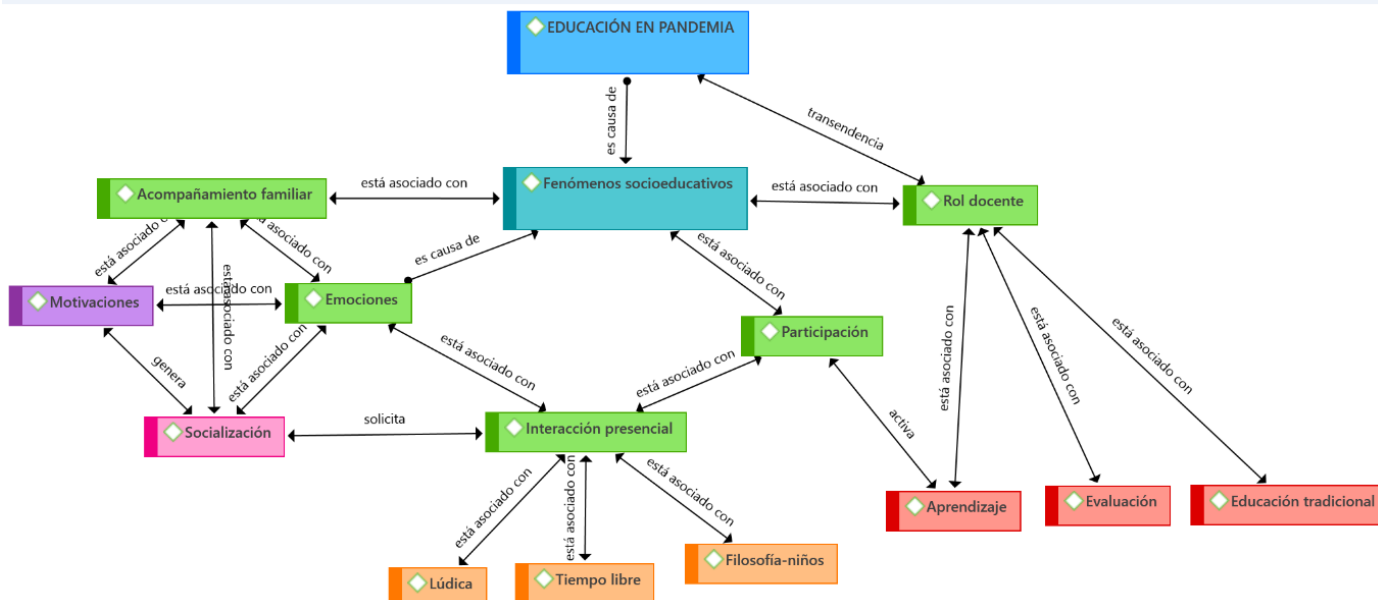 EDUCACIÓN EN PANDEMIA
es causa de
transendencia
Acompañamiento familiar
está asociado con
Fenómenos socioeducativos
está asociado con
Rol docente
está asociado c
a asociado con
es causa de
está asociado con
está asociado con
Motivaciones
está asociado con
Emociones
Participación
está asociado con
está asociado con
está asociado con
está asociado con
genera
está asociado con
está asociado con
está asociado con
Socialización
solicita
Interacción presencial
activa
está asociado con
está asociado con
está asociado con
Aprendizaje
Evaluación
Educación tradicional
Lúdica
Tiempo libre
Filosofía-niños